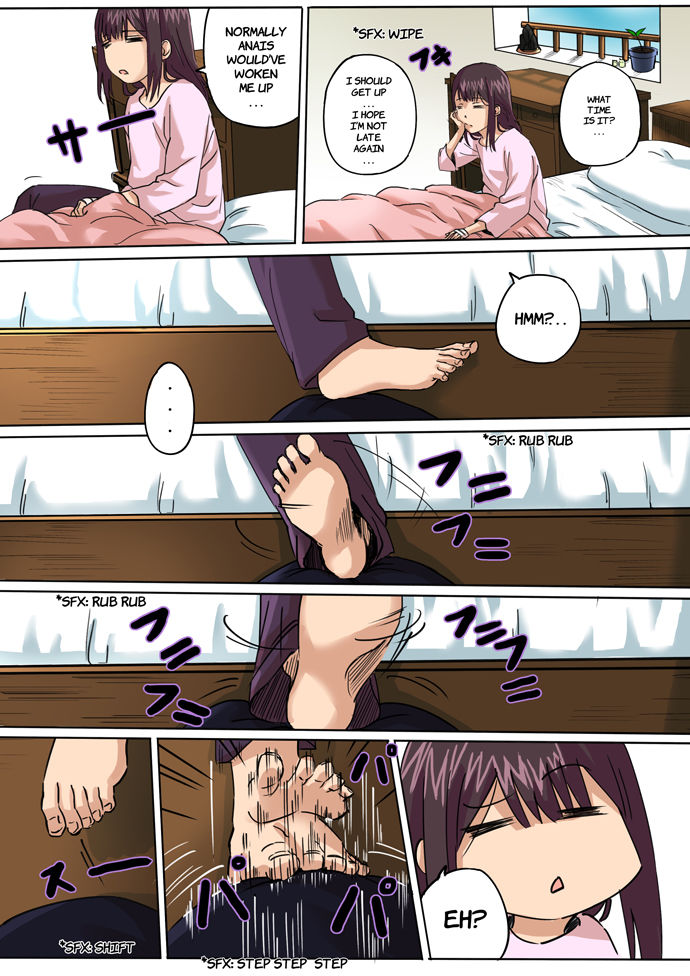 *SFX: WIPE
フキ
WHAT
TIME
IS IT?
...
I SHOULD
GET UP
...
I HOPE
I'M NOT
LATE
AGAIN
...
NORMALLY
ANAIS
WOULD'VE
WOKEN
ME UP
...
サー
HMM?...
...
*SFX: RUB RUB
フニ
フニ
*SFX: RUB RUB
フニ
フニ
フニ
フニ
EH?
パ
パ
パ
*SFX: STEP STEP STEP
スー
*SFX: SHIFT